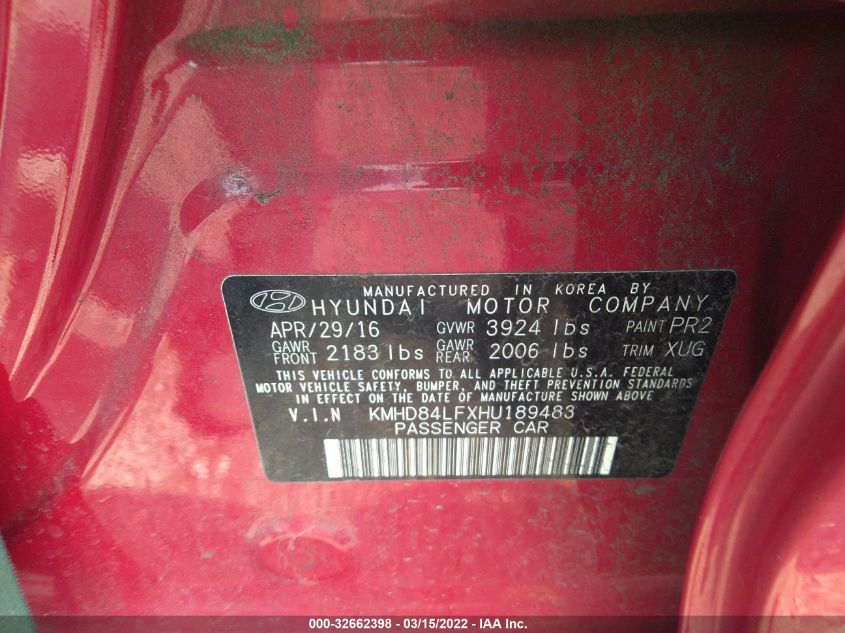 MANUFACTURED IN KOREA BY
HYUNDAI MOTOR COMPANY
APR/29/16 GVWR 3924 lbs PAINT PR2
GAWR FRONT 2183 lbs GAWR REAR 2006 lbs TRIM XUG
THIS VEHICLE CONFORMS TO ALL APPLICABLE U.S.A. FEDERAL
MOTOR VEHICLE SAFETY, BUMPER, AND THEFT PREVENTION STANDARDS
IN EFFECT ON THE DATE OF MANUFACTURE SHOWN ABOVE
V.I.N KMHD84LFXHU189483
PASSENGER CAR
000-32662398 - 03/15/2022 - IAA Inc.